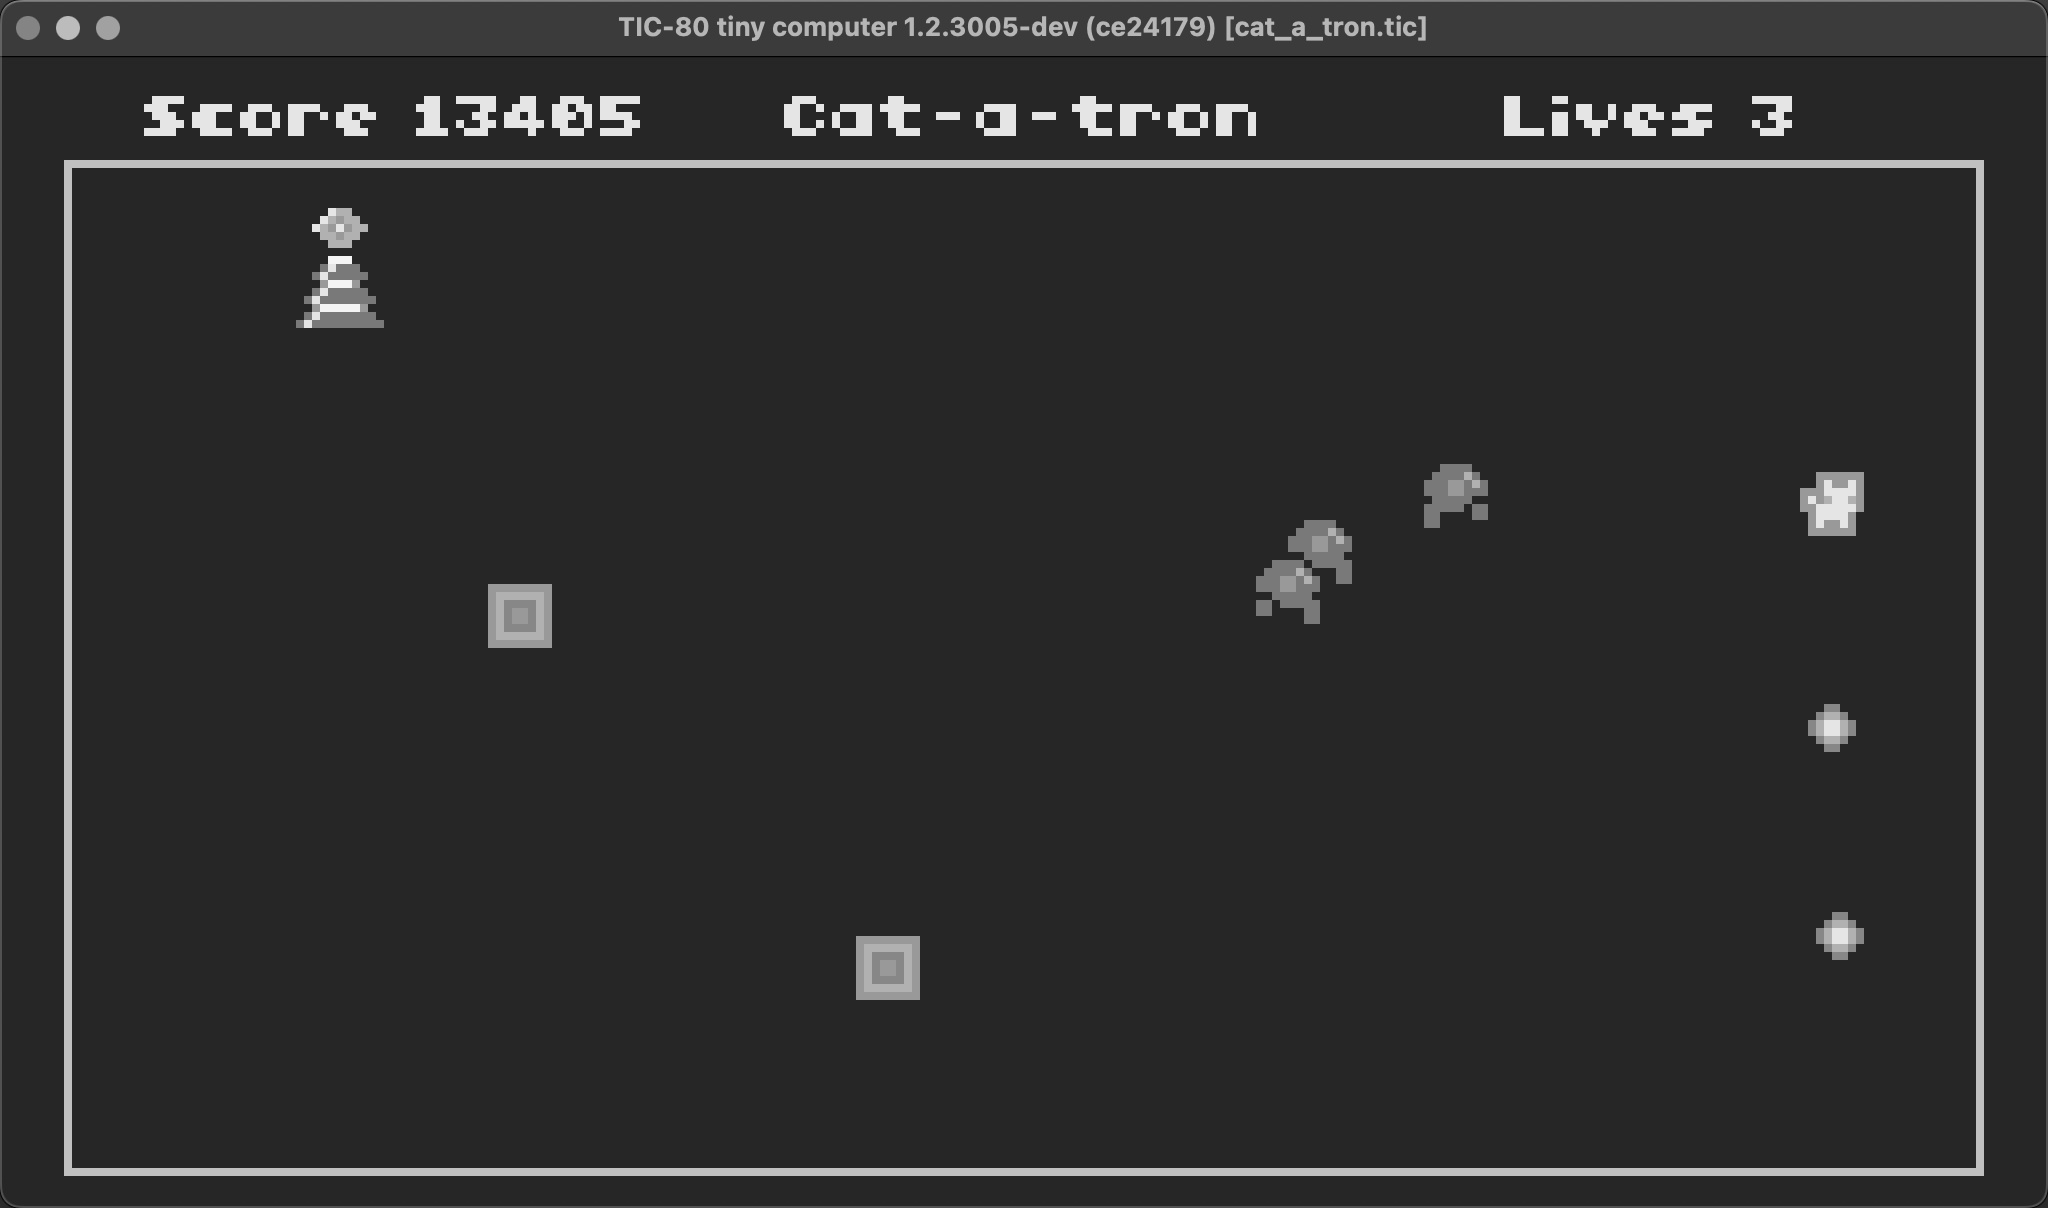 TIC-80 tiny computer 1.2.3005-dev (ce24179) [cat_a_tron.tic]
Score 13405 Cat-a-tron Lives 3